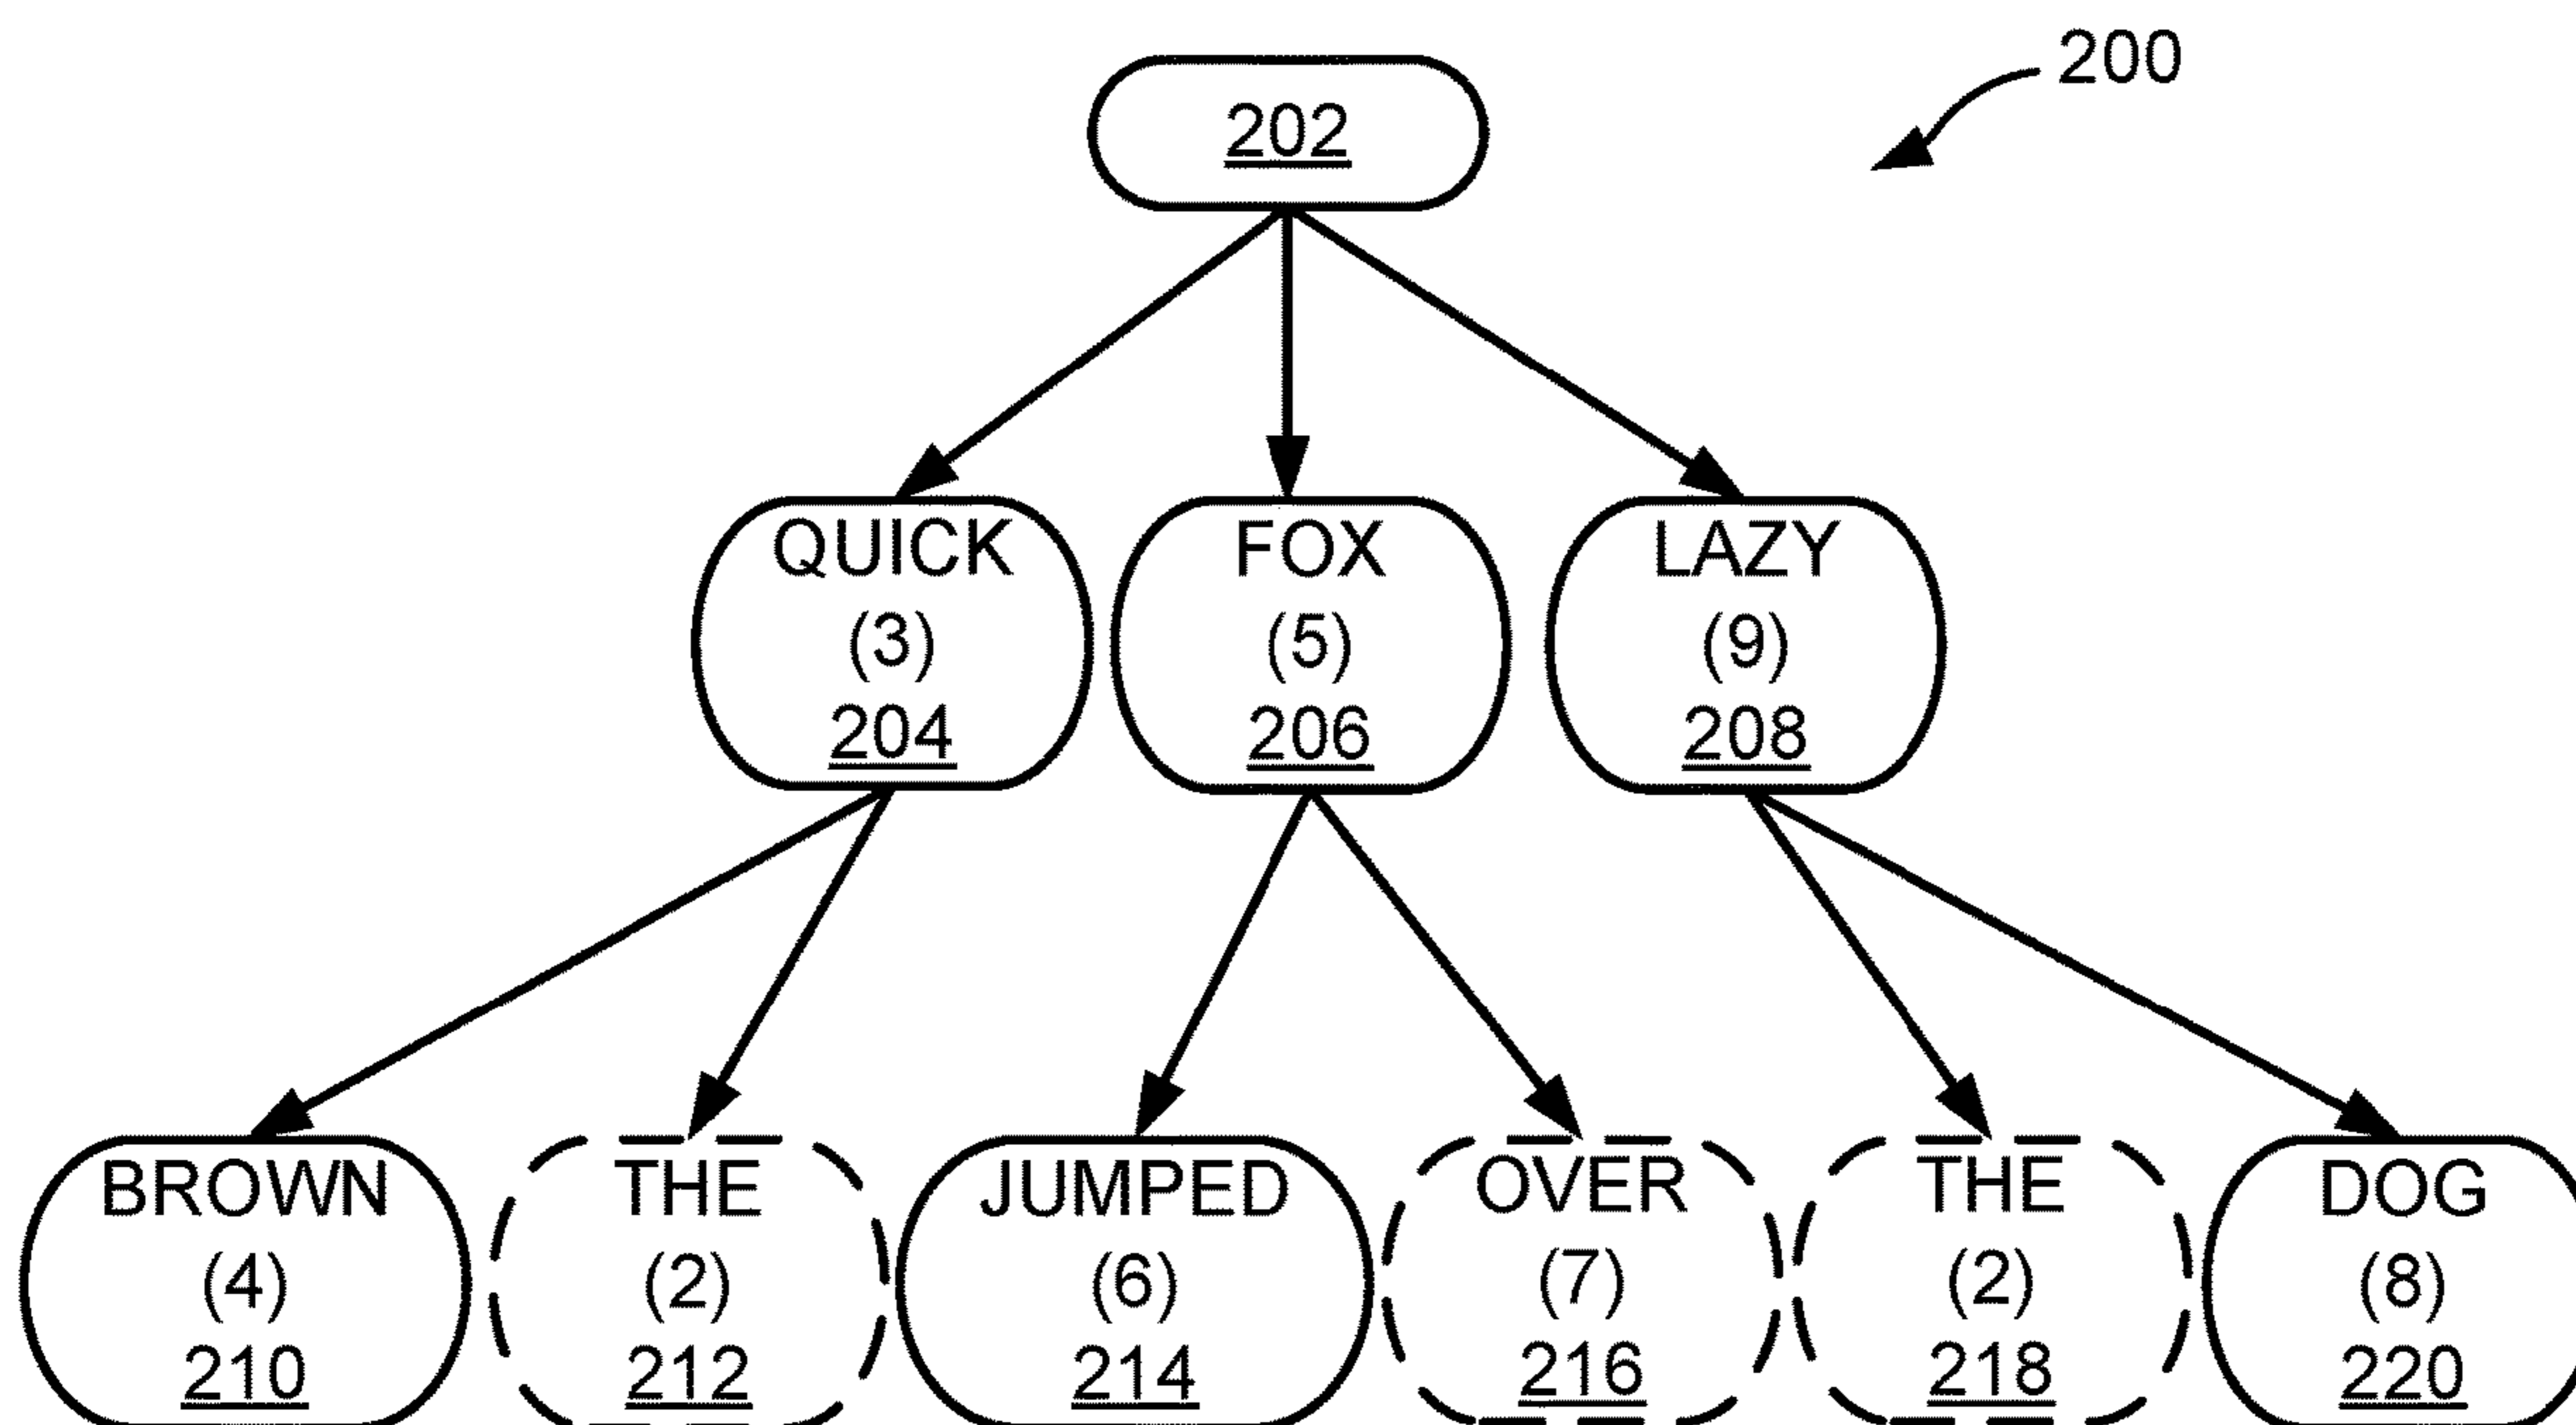 200
202
QUICK
(3)
204
FOX
(5)
206
LAZY
(9)
208
BROWN
(4)
210
THE
(2)
212
JUMPED
(6)
214
OVER
(7)
216
THE
(2)
218
DOG
(8)
220